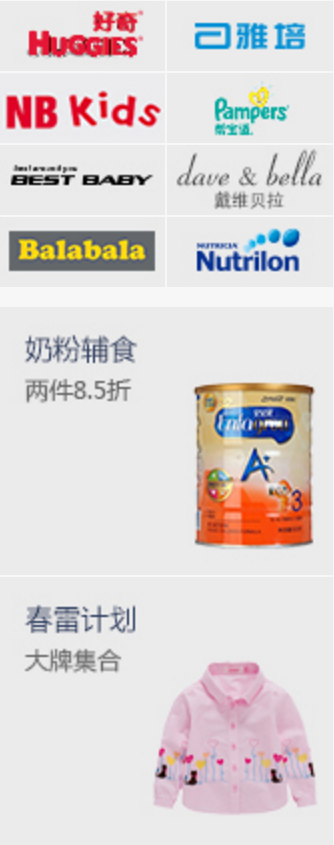 好奇
HUGGIES
雅培
NB Kids
Pampers
帮宝适
BEST BABY
dave & bella
戴维贝拉
Balabala
NUTRICIA
Nutrilon
奶粉辅食
两件8.5折
Enfagrow
A+
3
春雷计划
大牌集合